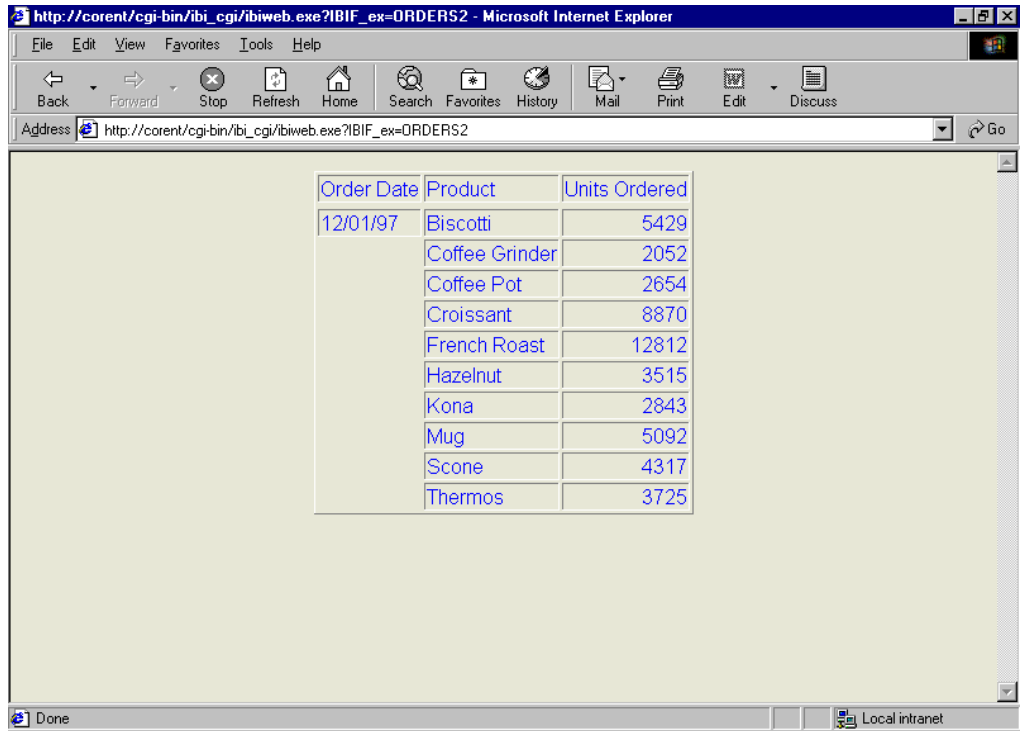 http://corent/cgi-bin/ibi_cgi/ibiweb.exe?IBIF_ex=ORDERS2 - Microsoft Internet Explorer
File Edit View Favorites Tools Help
Back Forward Stop Refresh Home Search Favorites History Mail Print Edit Discuss
Address http://corent/cgi-bin/ibi_cgi/ibiweb.exe?IBIF_ex=ORDERS2 Go
Order Date Product Units Ordered
12/01/97 Biscotti 5429
Coffee Grinder 2052
Coffee Pot 2654
Croissant 8870
French Roast 12812
Hazelnut 3515
Kona 2843
Mug 5092
Scone 4317
Thermos 3725
Done Local intranet